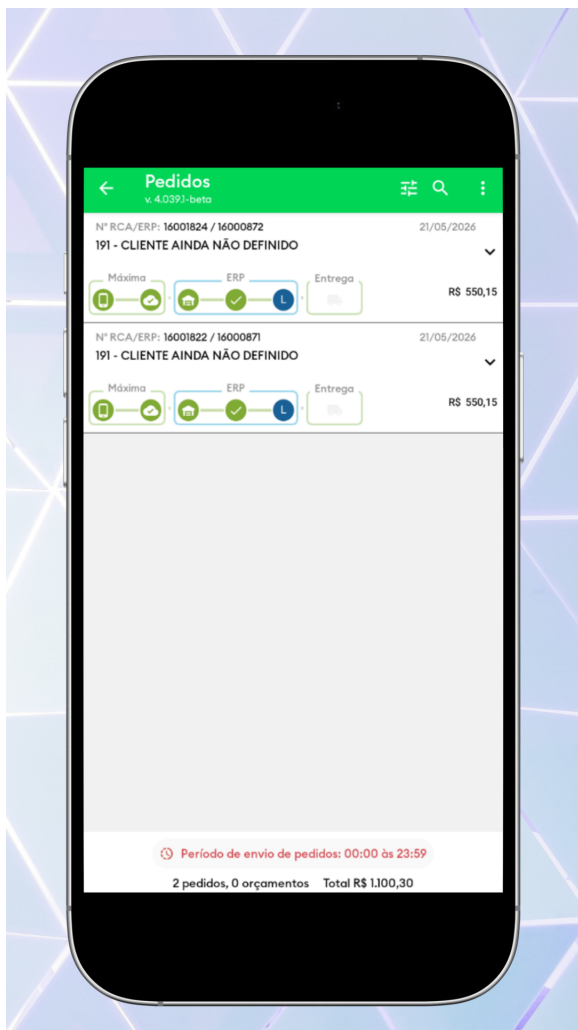 Pedidos
v. 4.039.1-beta
N° RCA/ERP: 16001824 / 16000872 21/05/2026
191 - CLIENTE AINDA NÃO DEFINIDO
Máxima ERP Entrega
L
R$ 550,15
N° RCA/ERP: 16001822 / 16000871 21/05/2026
191 - CLIENTE AINDA NÃO DEFINIDO
Máxima ERP Entrega
L
R$ 550,15
Período de envio de pedidos: 00:00 às 23:59
2 pedidos, 0 orçamentos Total R$ 1.100,30